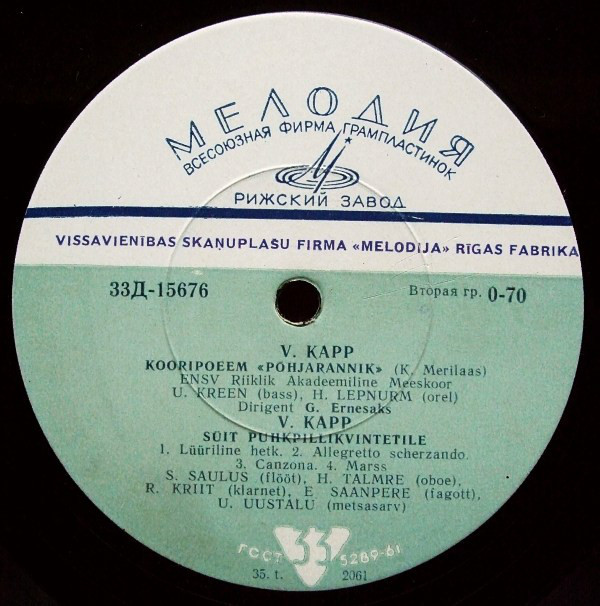 МЕЛОДИЯ
ВСЕСОЮЗНАЯ ФИРМА ГРАМПЛАСТИНОК
РИЖСКИЙ ЗАВОД
VISSAVIENĪBAS SKAŅUPLAŠU FIRMA «MELODIJA» RĪGAS FABRIKA
33Д-15676
Вторая гр. 0-70
V. KAPP
KOORIPOEEM «PÕHJARANNIK» (K. Merilaas)
ENSV Riiklik Akadeemiline Meeskoor
U. KREEN (bass), H. LEPNURM (orel)
Dirigent G. Ernesaks
V. KAPP
SÜIT PUHKPILLIKVINTETILE
1. Lüüriline hetk. 2. Allegretto scherzando.
3. Canzona. 4. Marss
S. SAULUS (flööt), H. TALMRE (oboe),
R. KRIIT (klarnet), E SAANPERE (fagott),
U. UUSTALU (metsasarv)
ГОСТ 33 5289-61
35. t. 2061